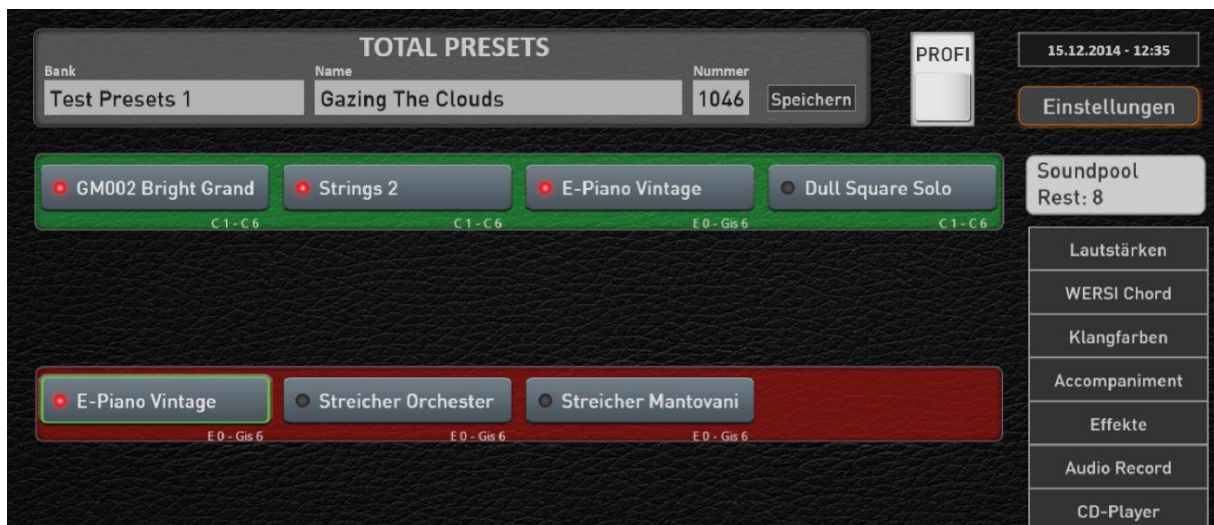 TOTAL PRESETS
Bank
Name
Nummer
Test Presets 1
Gazing The Clouds
1046
Speichern
PROFI
15.12.2014 - 12:35
Einstellungen
GM002 Bright Grand
Strings 2
E-Piano Vintage
Dull Square Solo
C 1 - C 6
C 1 - C 6
E 0 - Gis 6
C 1 - C 6
Soundpool
Rest: 8
Lautstärken
WERSI Chord
Klangfarben
Accompaniment
Effekte
Audio Record
CD-Player
E-Piano Vintage
Streicher Orchester
Streicher Mantovani
E 0 - Gis 6
E 0 - Gis 6
E 0 - Gis 6